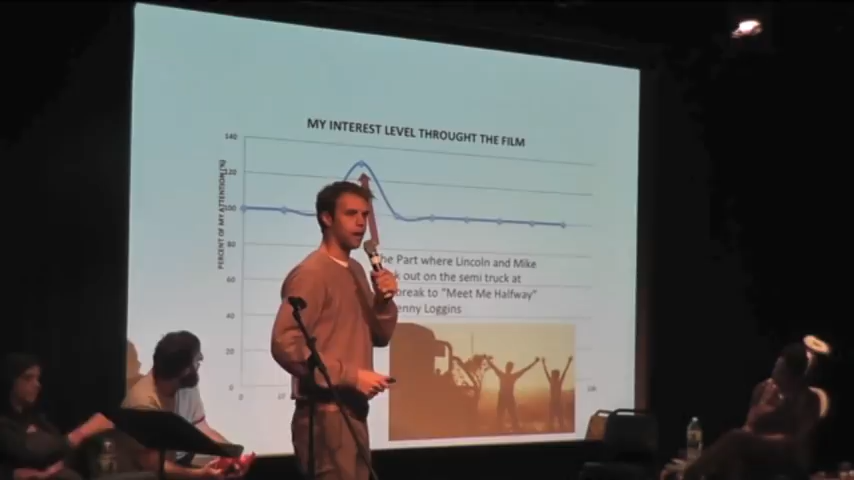 MY INTEREST LEVEL THROUGHT THE FILM
PERCENT OF MY ATTENTION (%)
140
120
100
80
60
40
20
0
0
he Part where Lincoln and Mike
k out on the semi truck at
break to "Meet Me Halfway"
enny Loggins